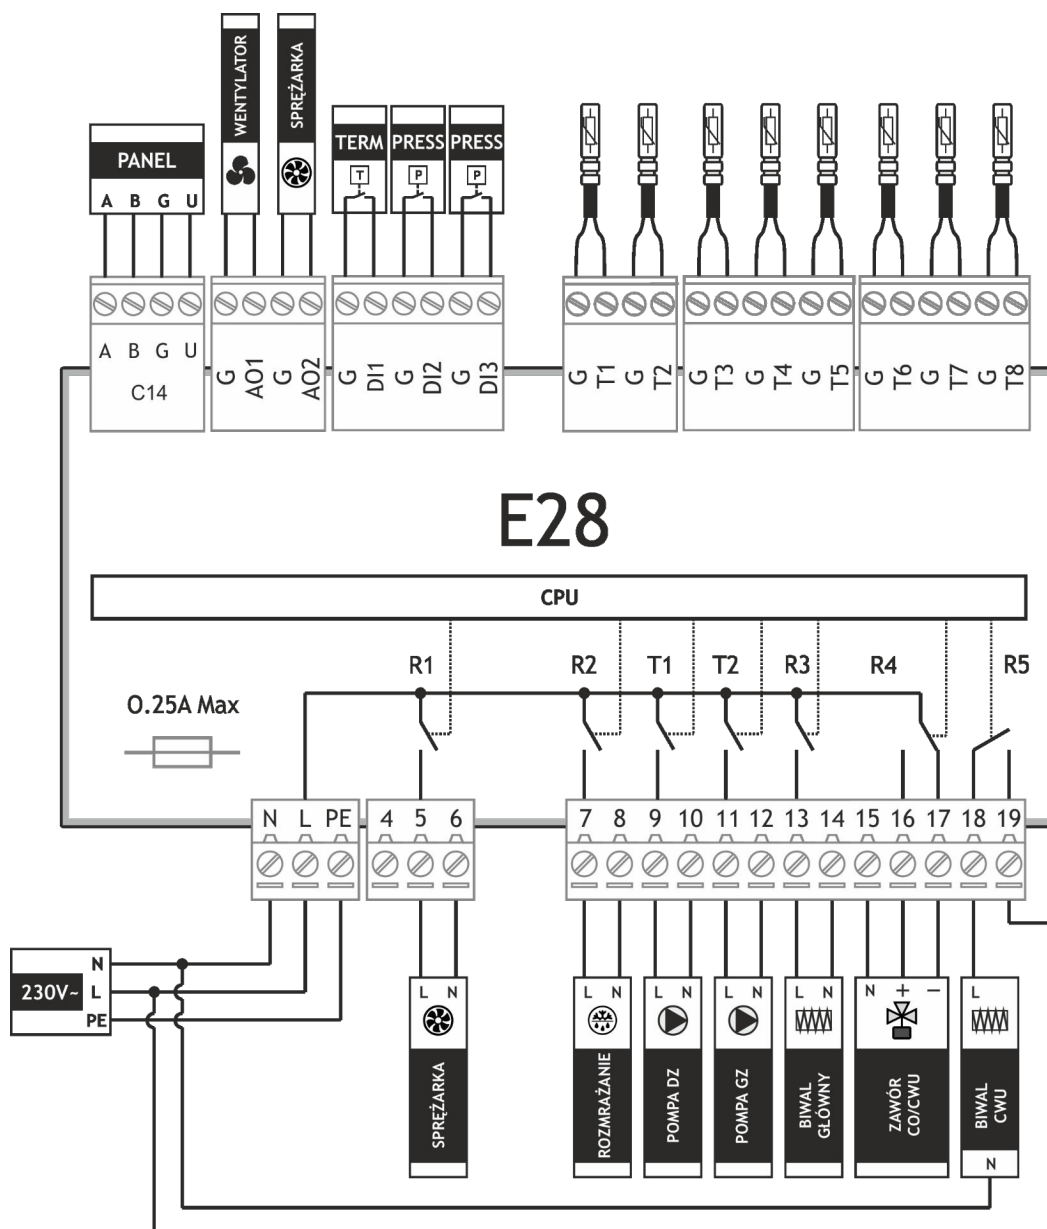 WENTYLATOR
SPRĘŻARKA
PANEL
A B G U
TERM
T
PRESS
P
PRESS
P
A B G U
C14
G AO1 G AO2
G DI1 G DI2 G DI3
G T1 G T2
G T3 G T4 G T5
G T6 G T7 G T8
E28
CPU
R1 R2 T1 T2 R3 R4 R5
0.25A Max
N L PE
4 5 6
7 8 9 10 11 12 13 14 15 16 17 18 19
230V~
N
L
PE
L N
SPRĘŻARKA
L N
ROZMRAŻANIE
L N
POMPA DZ
L N
POMPA GZ
L N
BIWAL
GŁÓWNY
N + −
ZAWÓR
CO/CWU
L
BIWAL
CWU
N